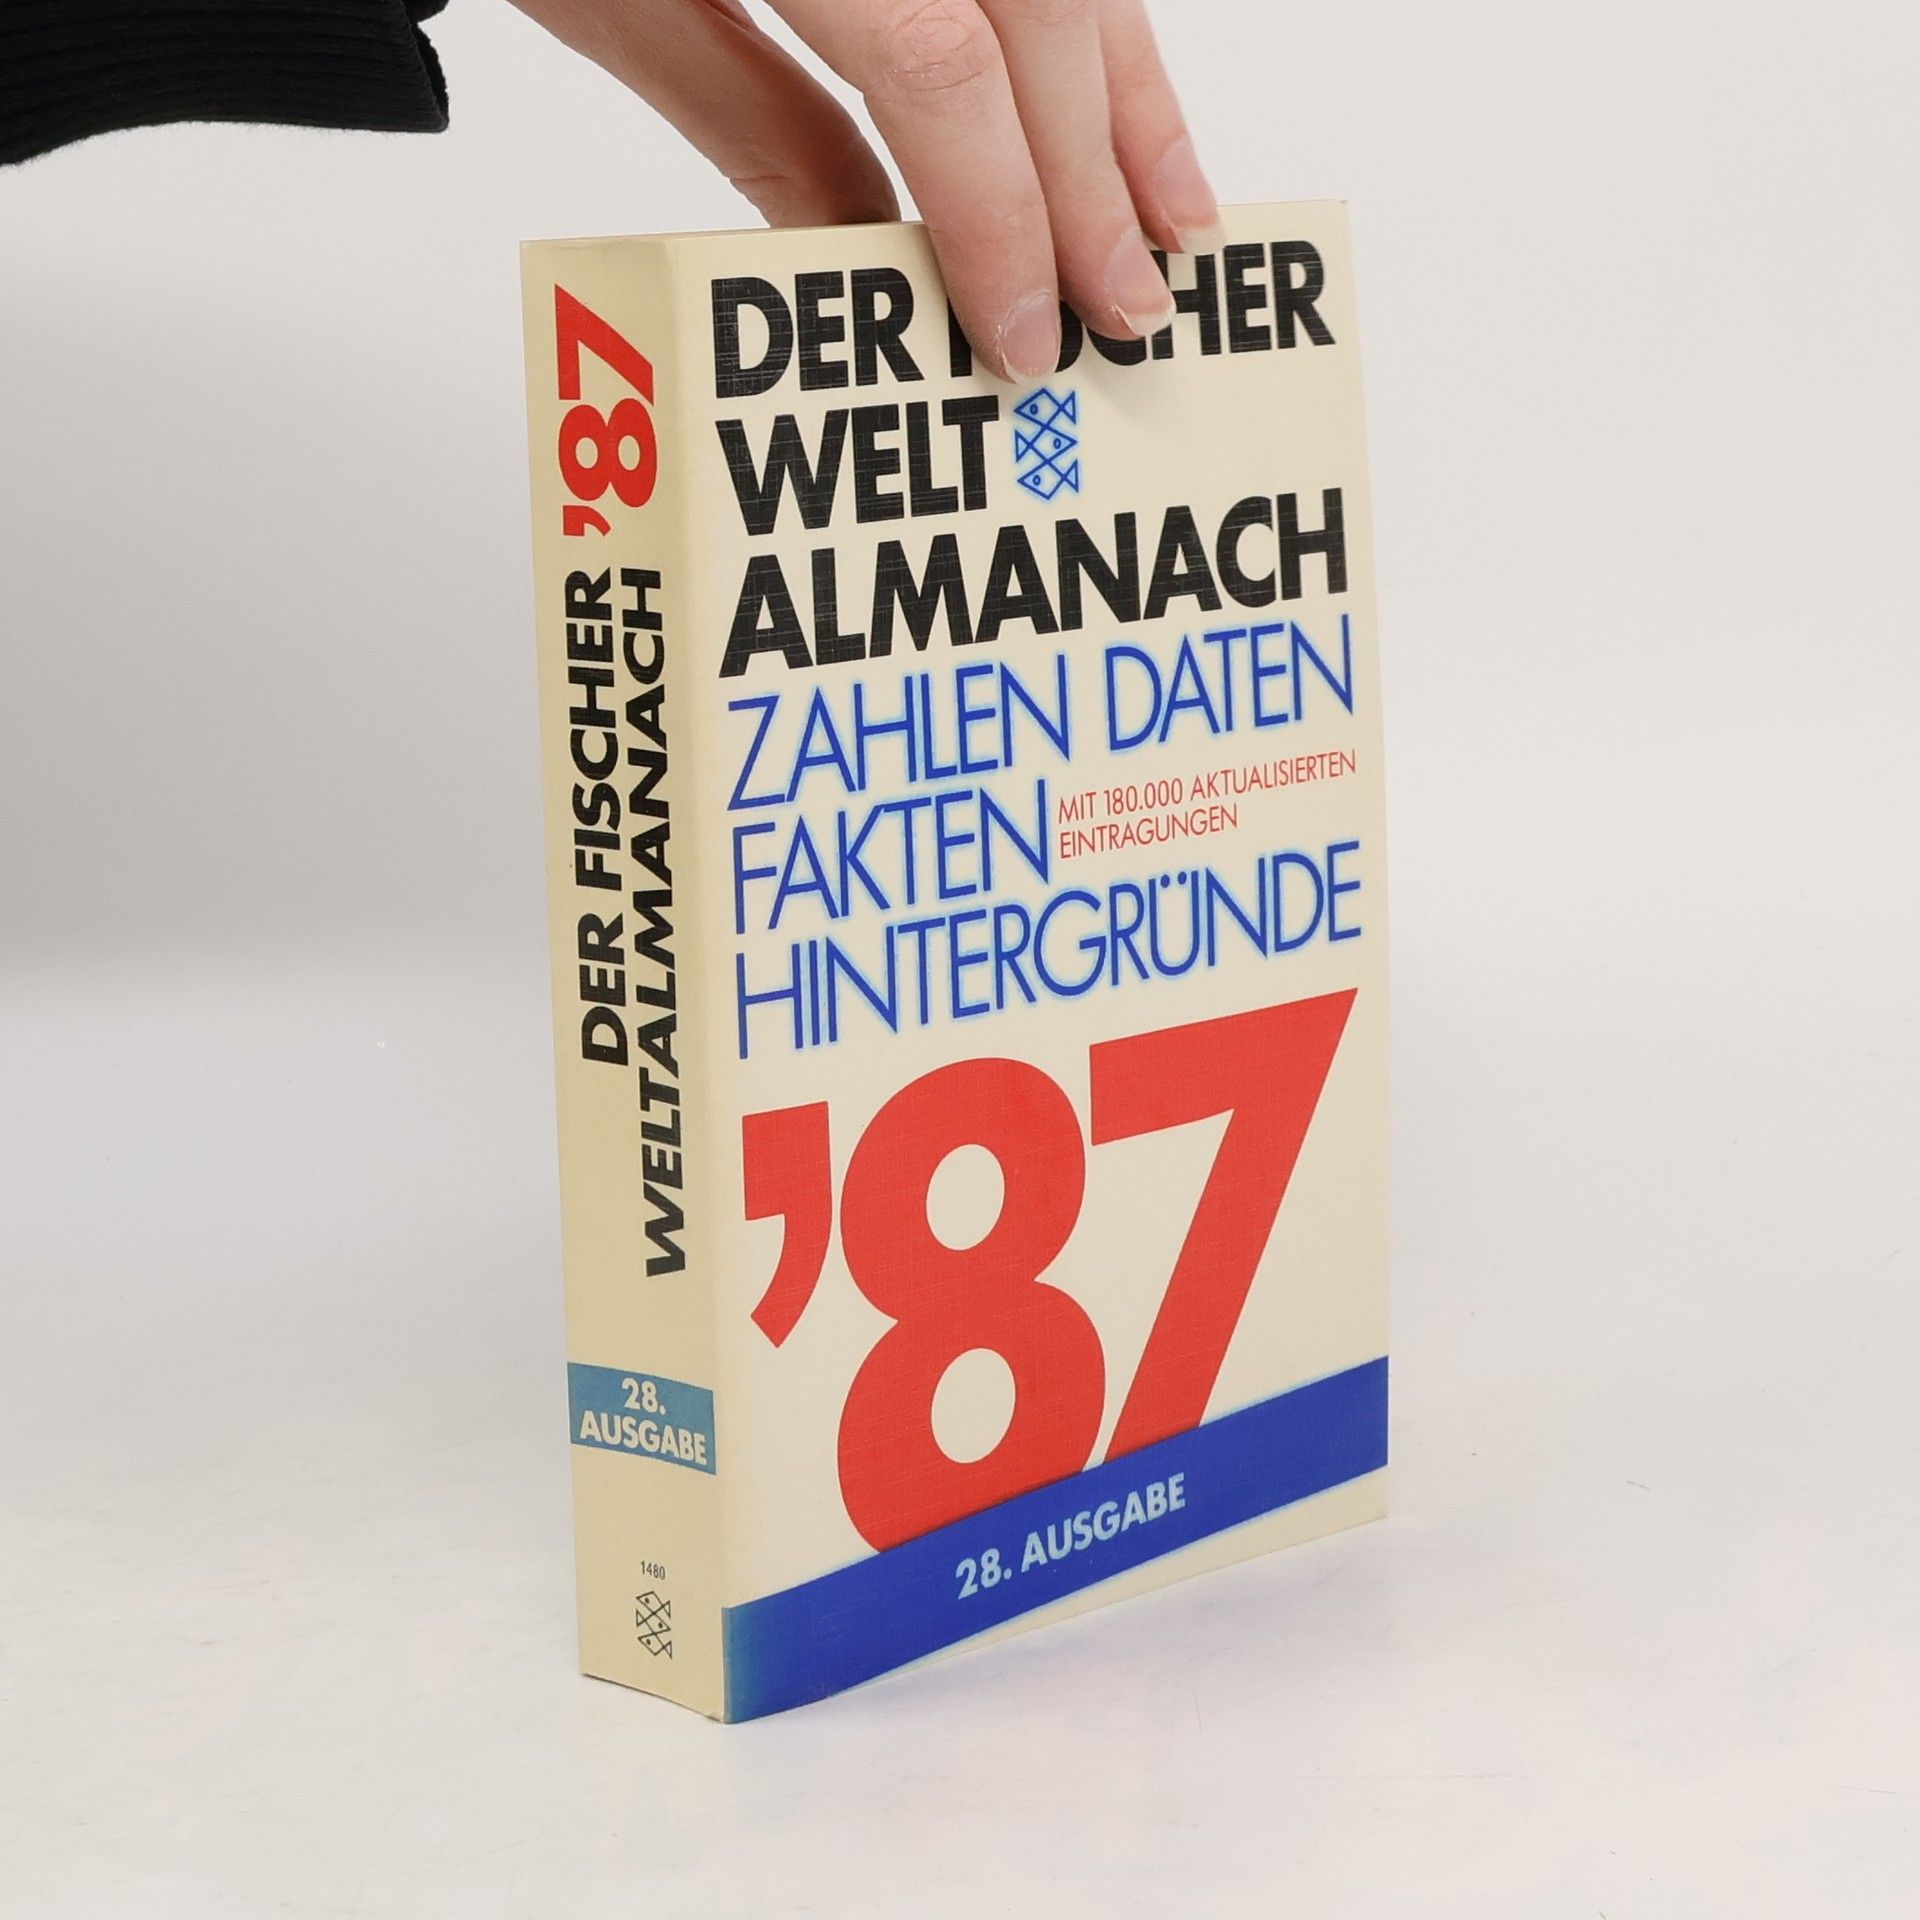 DER FISCHER
WELT
ALMANACH
ZAHLEN DATEN
FAKTEN
MIT 180.000 AKTUALISIERTEN
EINTRAGUNGEN
HINTERGRÜNDE
'87
28. AUSGABE
DER FISCHER
WELTALMANACH '87
28.
AUSGABE
1480